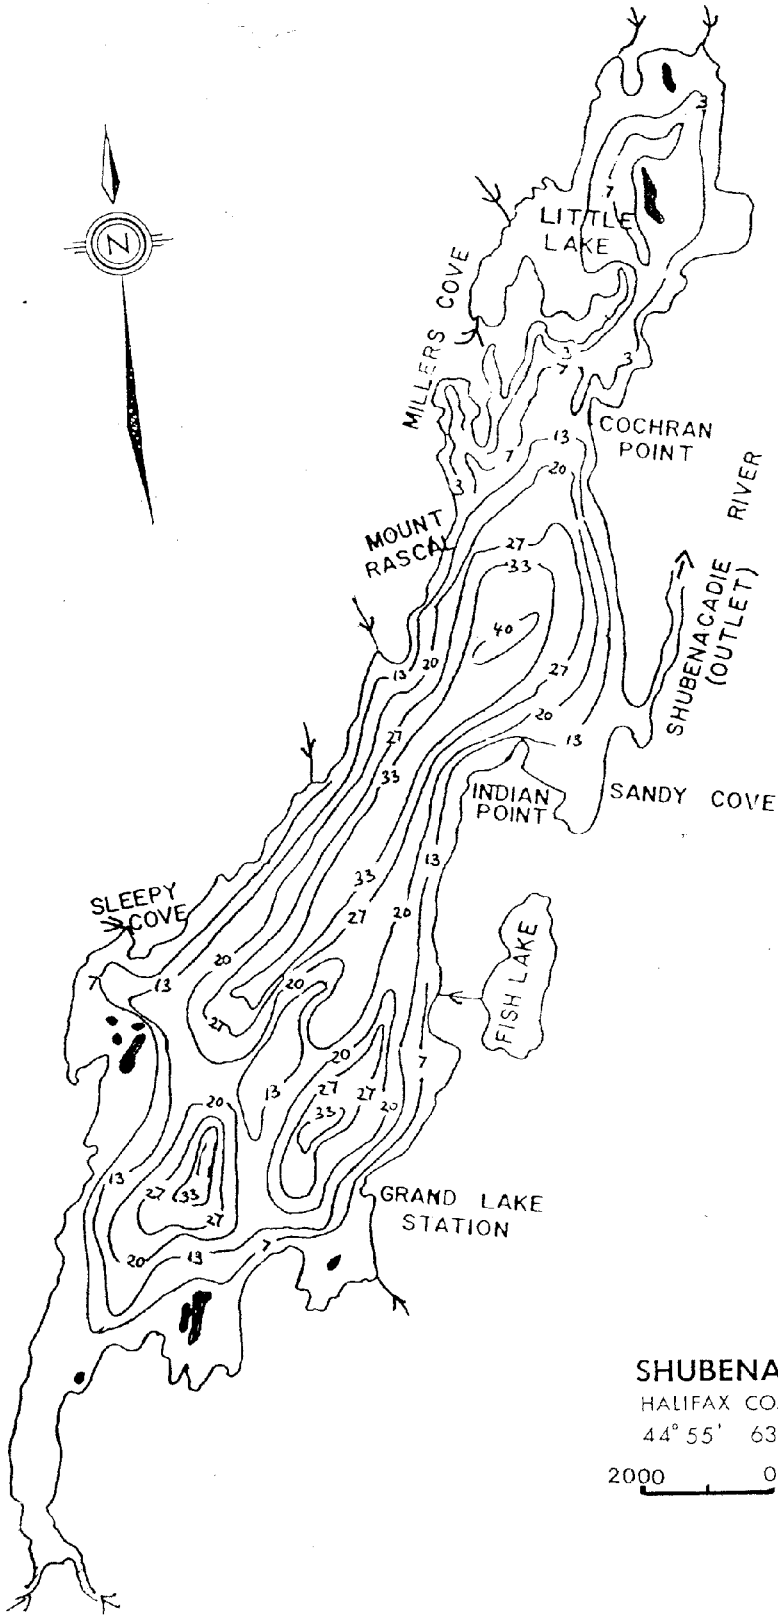 3
7
LITTLE
LAKE
MILLERS COVE
3
3
7
COCHRAN
POINT
13
7
20
3
RIVER
MOUNT
RASCAL
27
33
SHUBENACADIE
(OUTLET)
40
20
13
27
20
27
13
33
INDIAN
POINT
SANDY COVE
13
33
SLEEPY
COVE
27
20
FISH LAKE
20
7
13
20
27
20
7
13
27
27
20
33
20
13
27
33
27
GRAND LAKE
STATION
7
13
20
N
SHUBENA
HALIFAX CO.
44° 55' 63
2000 0